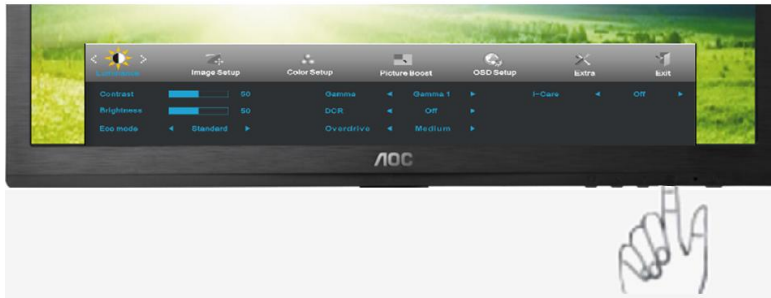 Luminance Image Setup Color Setup Picture Boost OSD Setup Extra Exit
Contrast 50 Gamma Gamma 1 I-Care Off
Brightness 50 DCR Off
Eco mode Standard Overdrive Medium
AOC